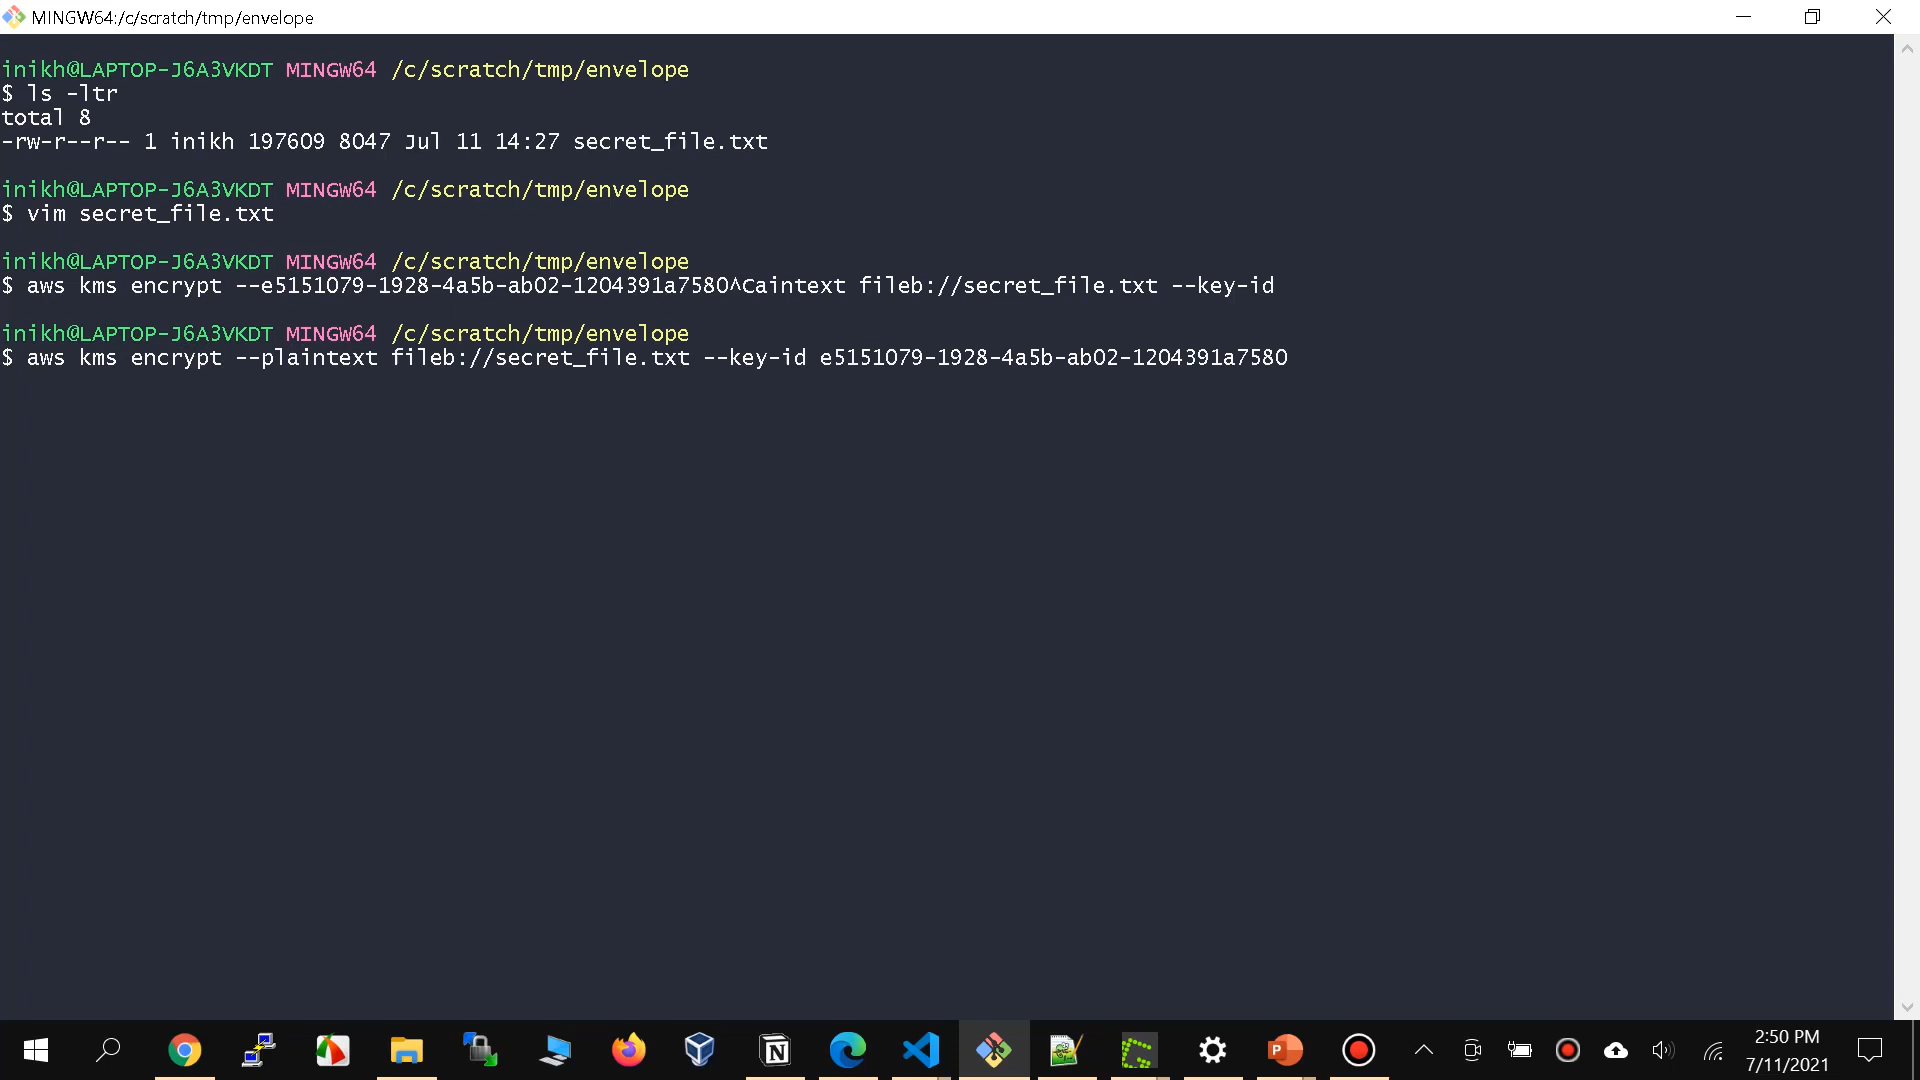 MINGW64:/c/scratch/tmp/envelope
inikh@LAPTOP-J6A3VKDT MINGW64 /c/scratch/tmp/envelope
$ ls -ltr
total 8
-rw-r--r-- 1 inikh 197609 8047 Jul 11 14:27 secret_file.txt
inikh@LAPTOP-J6A3VKDT MINGW64 /c/scratch/tmp/envelope
$ vim secret_file.txt
inikh@LAPTOP-J6A3VKDT MINGW64 /c/scratch/tmp/envelope
$ aws kms encrypt --e5151079-1928-4a5b-ab02-1204391a7580^Caintext fileb://secret_file.txt --key-id
inikh@LAPTOP-J6A3VKDT MINGW64 /c/scratch/tmp/envelope
$ aws kms encrypt --plaintext fileb://secret_file.txt --key-id e5151079-1928-4a5b-ab02-1204391a7580
2:50 PM
7/11/2021